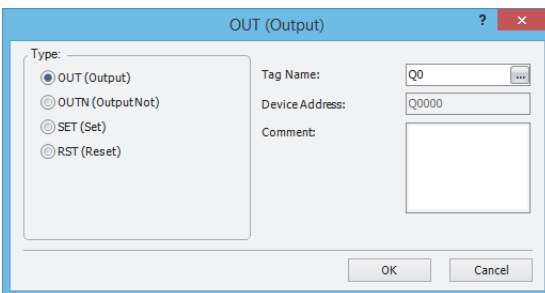 OUT (Output)
?
Type:
OUT (Output)
OUTN (Output Not)
SET (Set)
RST (Reset)
Tag Name:
Q0
...
Device Address:
Q0000
Comment:
OK
Cancel